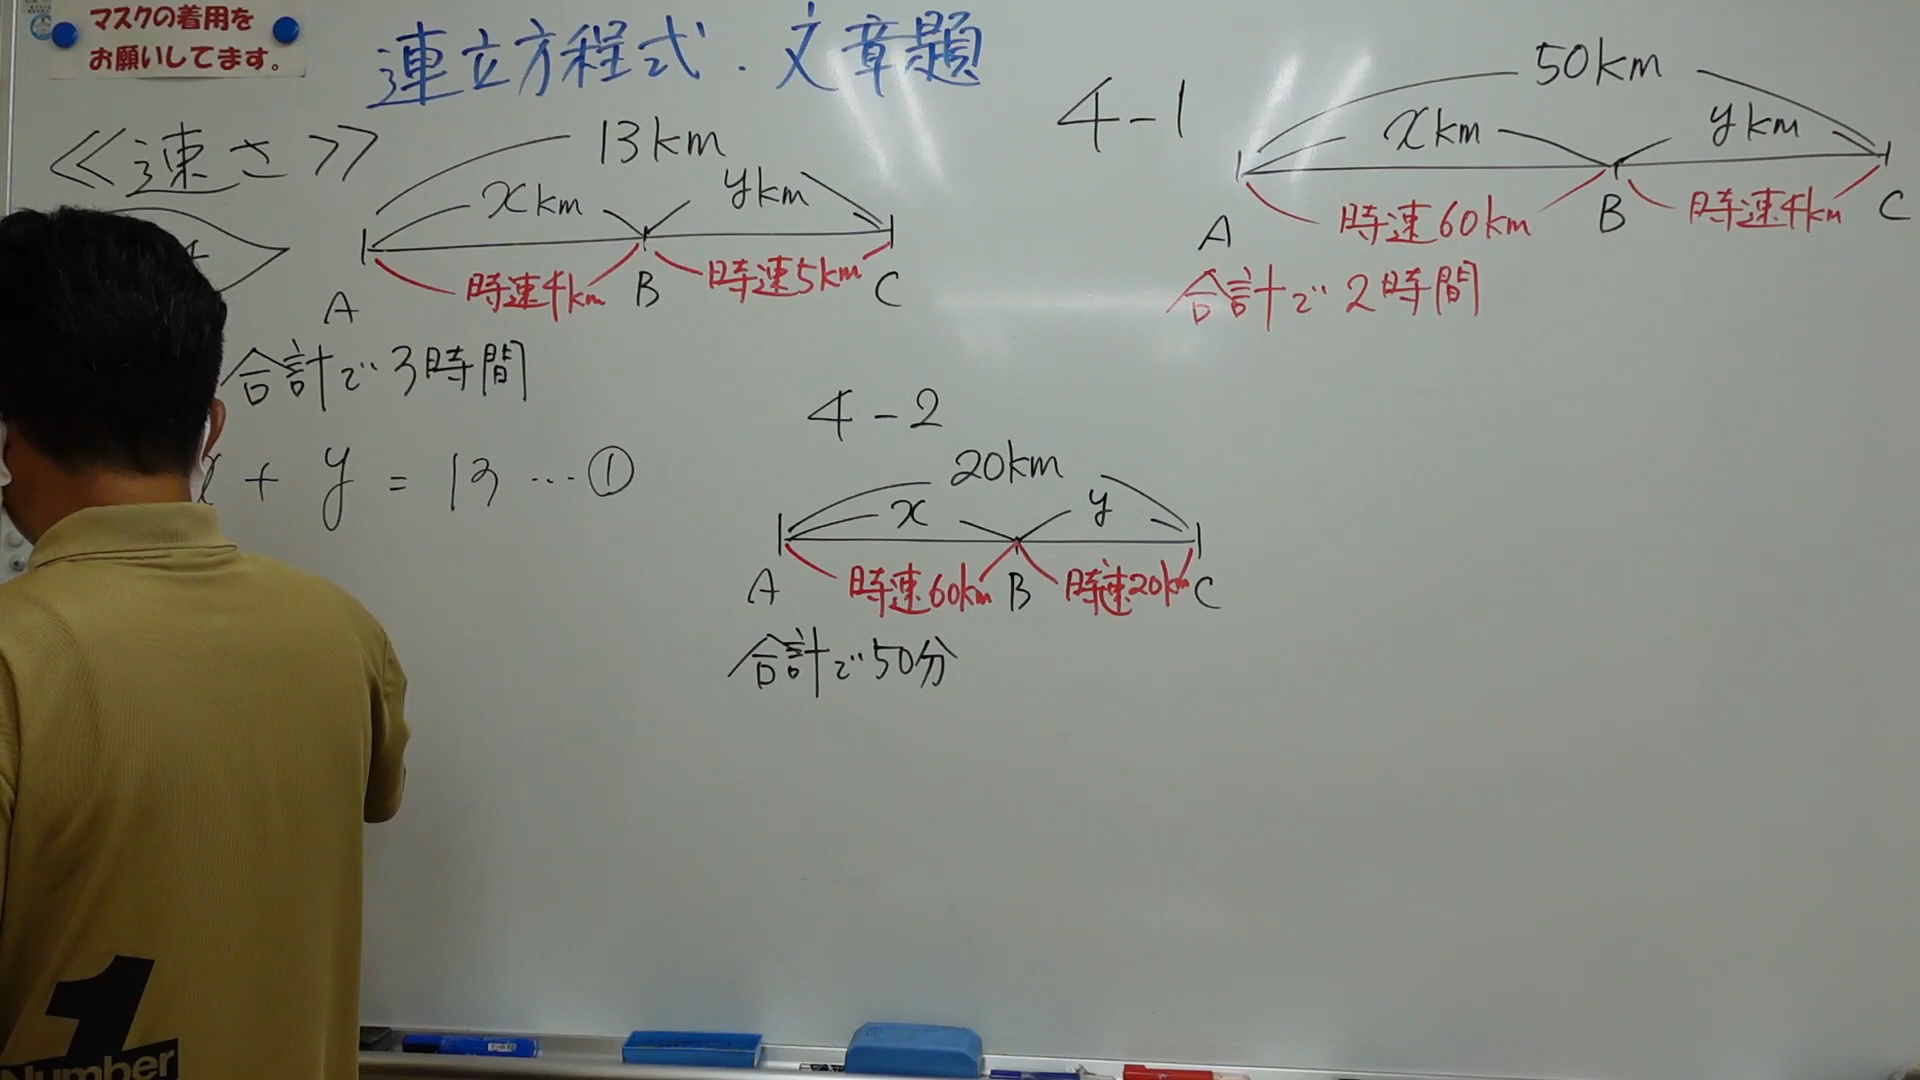 マスクの着用を
お願いしてます。
連立方程式・文章題
≪速さ≫
13km
xkm
ykm
時速4km
時速5km
A
B
C
合計で3時間
x + y = 13 … ①
4-1
50km
xkm
ykm
時速60km
時速4km
A
B
C
合計で2時間
4-2
20km
x
y
時速60km
時速20km
A
B
C
合計で50分
1
Number